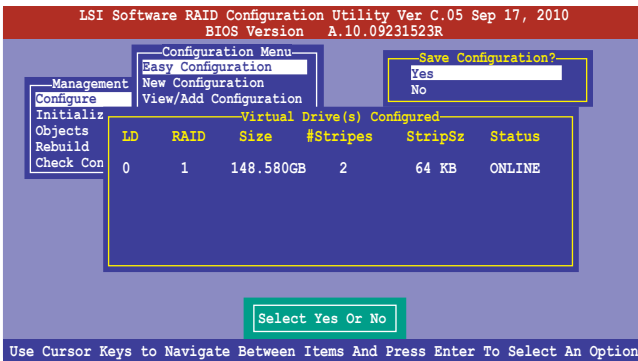 LSI Software RAID Configuration Utility Ver C.05 Sep 17, 2010
BIOS Version A.10.09231523R
Configuration Menu
Easy Configuration
New Configuration
View/Add Configuration
Save Configuration?
Yes
No
Management
Configure
Initializ
Objects
Rebuild
Check Con
Virtual Drive(s) Configured
LD RAID Size #Stripes StripSz Status
0 1 148.580GB 2 64 KB ONLINE
Select Yes Or No
Use Cursor Keys to Navigate Between Items And Press Enter To Select An Option